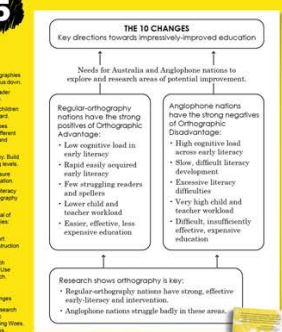 THE 10 CHANGES
Key directions towards impressively-improved education
Needs for Australia and Anglophone nations to
explore and research areas of potential improvement.
Regular-orthography
nations have the strong
positives of Orthographic
Advantage:
• Low cognitive load in
early literacy
• Rapid easily acquired
early literacy
• Few struggling readers
and spellers
• Lower child and
teacher workload
• Easier, effective, less
expensive education
Anglophone nations
have the strong negatives
of Orthographic
Disadvantage:
• High cognitive load
across early literacy
• Slow, difficult literacy
development
• Excessive literacy
difficulties
• Very high child and
teacher workload
• Difficult, insufficiently
effective, expensive
education
Research shows orthography is key:
• Regular-orthography nations have strong, effective
early-literacy and intervention.
• Anglophone nations struggle badly in these areas.